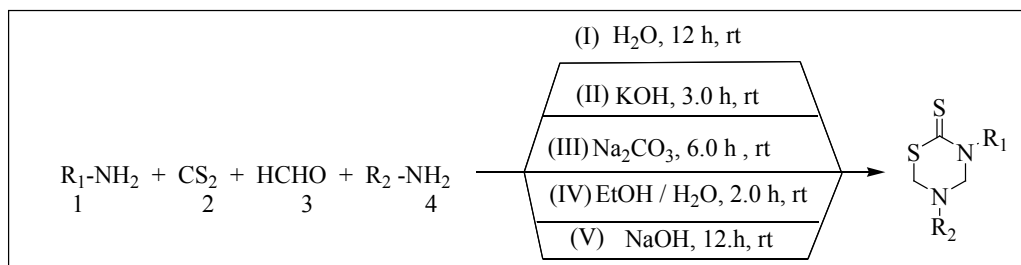 (I) H₂O, 12 h, rt
(II) KOH, 3.0 h, rt
(III) Na₂CO₃, 6.0 h , rt
R₁-NH₂ + CS₂ + HCHO + R₂ -NH₂
1 2 3 4
(IV) EtOH / H₂O, 2.0 h, rt
(V) NaOH, 12.h, rt
S
S N R₁
N
R₂